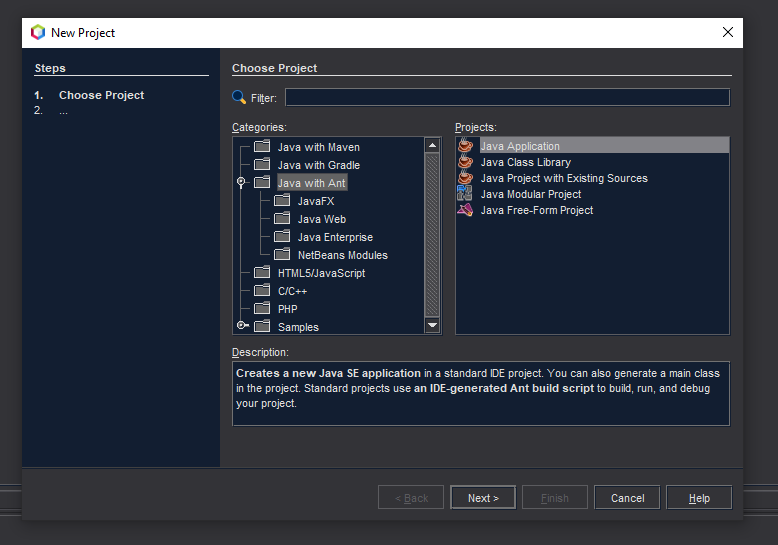 New Project
Steps
1. Choose Project
2. ...
Choose Project
Filter:
Categories:
Java with Maven
Java with Gradle
Java with Ant
JavaFX
Java Web
Java Enterprise
NetBeans Modules
HTML5/JavaScript
C/C++
PHP
Samples
Projects:
Java Application
Java Class Library
Java Project with Existing Sources
Java Modular Project
Java Free-Form Project
Description:
Creates a new Java SE application in a standard IDE project. You can also generate a main class
in the project. Standard projects use an IDE-generated Ant build script to build, run, and debug
your project.
< Back
Next >
Finish
Cancel
Help